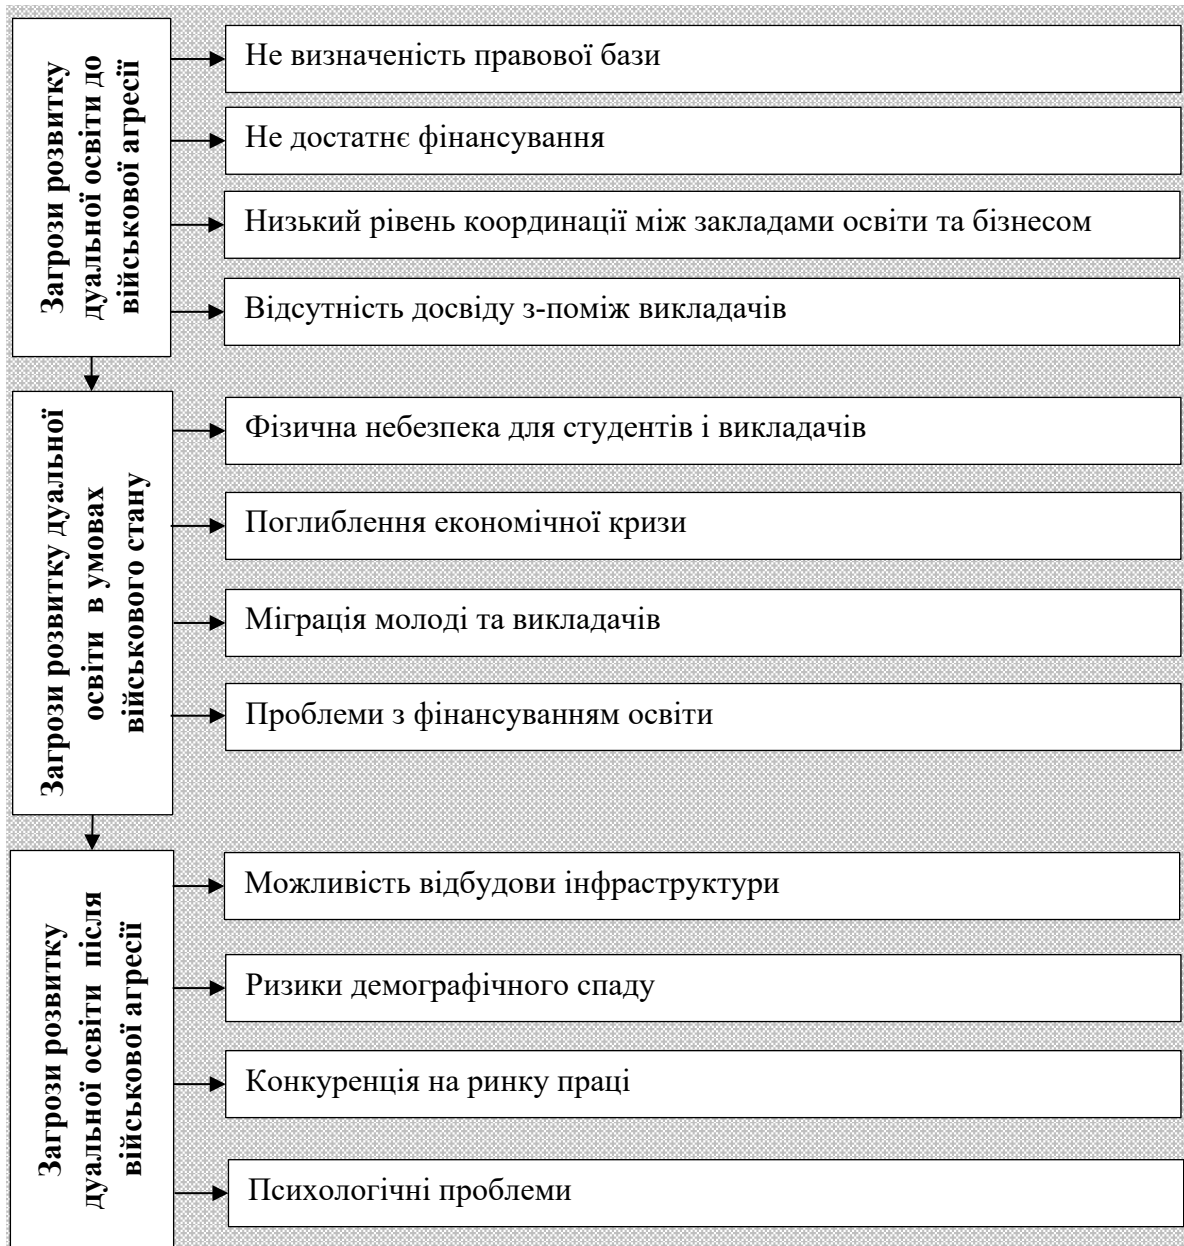 Загрози розвитку
дуальної освіти до
військової агресії
Не визначеність правової бази
Не достатнє фінансування
Низький рівень координації між закладами освіти та бізнесом
Відсутність досвіду з-поміж викладачів
Загрози розвитку дуальної
освіти в умовах
військового стану
Фізична небезпека для студентів і викладачів
Поглиблення економічної кризи
Міграція молоді та викладачів
Проблеми з фінансуванням освіти
Загрози розвитку
дуальної освіти після
військової агресії
Можливість відбудови інфраструктури
Ризики демографічного спаду
Конкуренція на ринку праці
Психологічні проблеми